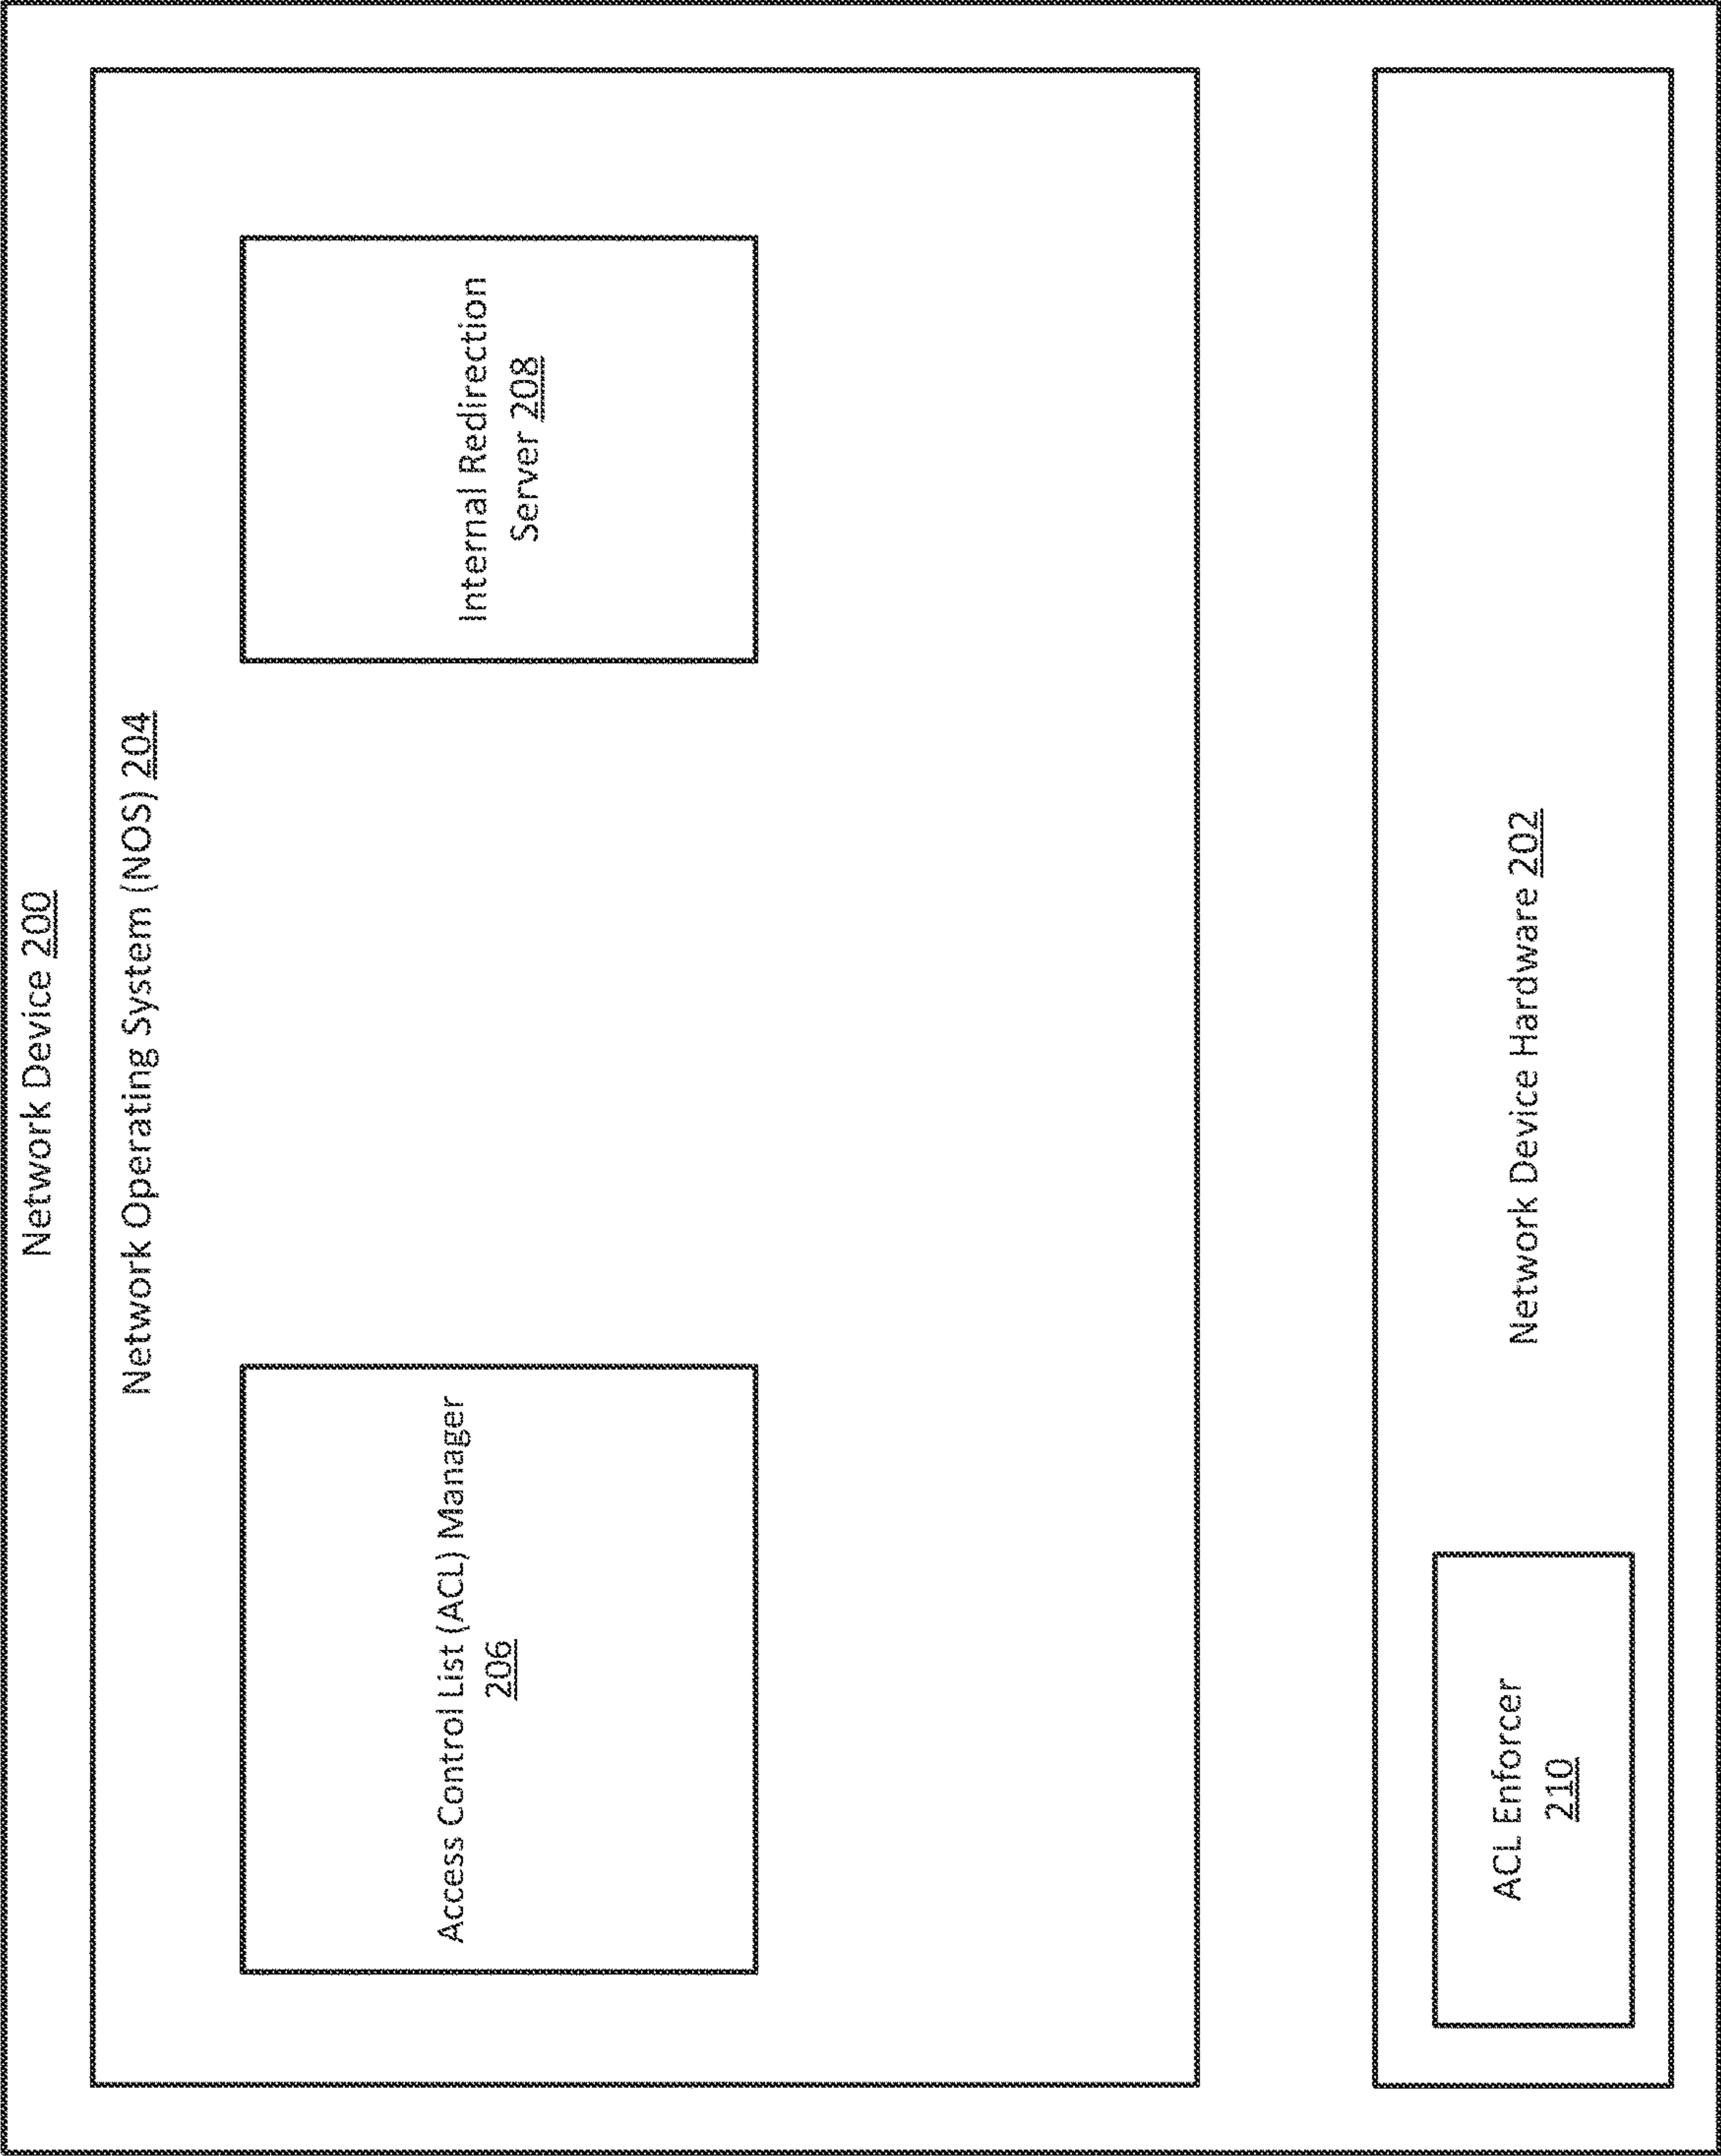 Network Device 200
Network Operating System (NOS) 204
Access Control List (ACL) Manager
206
Internal Redirection
Server 208
ACL Enforcer
210
Network Device Hardware 202